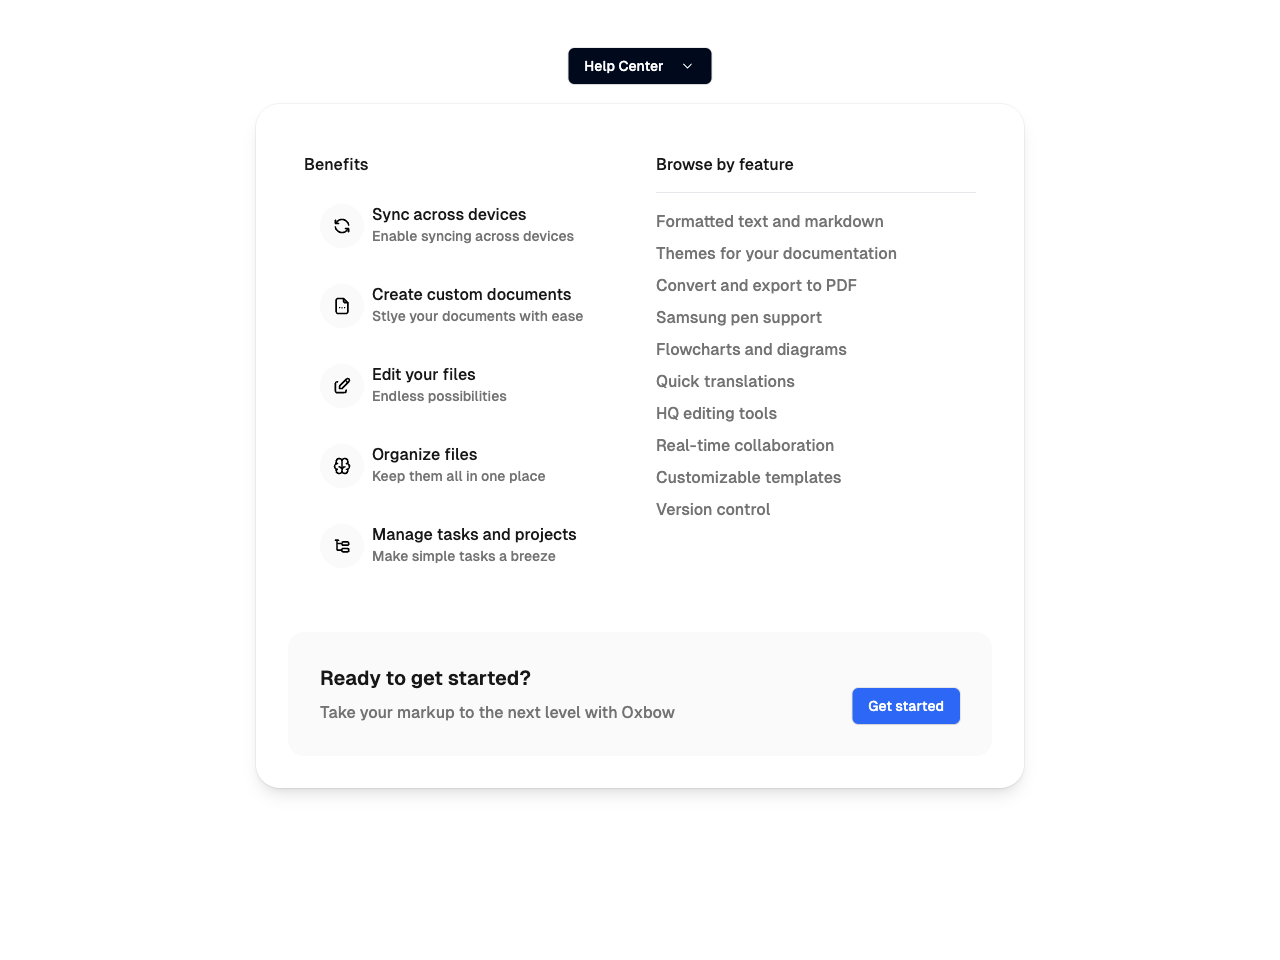 Help Center
Benefits
Sync across devices
Enable syncing across devices
Create custom documents
Stlye your documents with ease
Edit your files
Endless possibilities
Organize files
Keep them all in one place
Manage tasks and projects
Make simple tasks a breeze
Browse by feature
Formatted text and markdown
Themes for your documentation
Convert and export to PDF
Samsung pen support
Flowcharts and diagrams
Quick translations
HQ editing tools
Real-time collaboration
Customizable templates
Version control
Ready to get started?
Take your markup to the next level with Oxbow
Get started